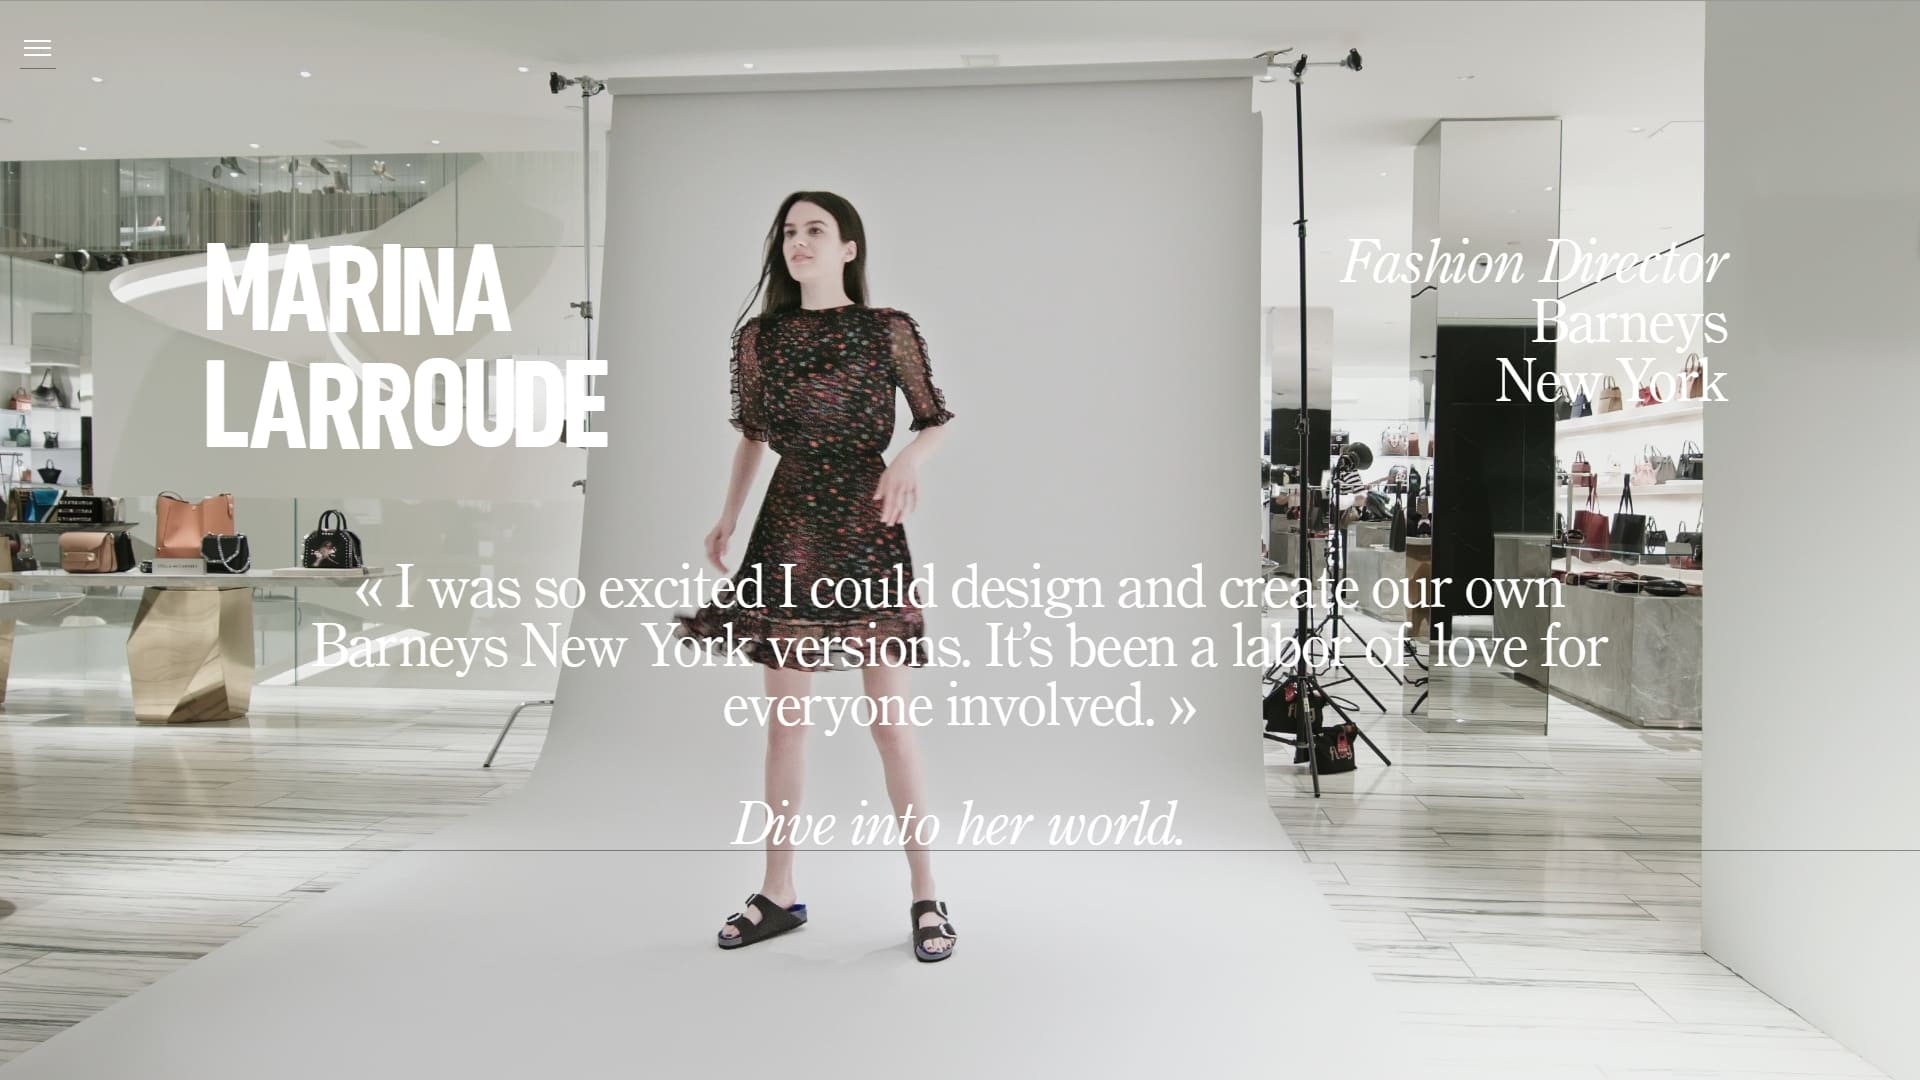 MARINA
LARROUDE
Fashion Director
Barneys
New York
« I was so excited I could design and create our own
Barneys New York versions. It’s been a labor of love for
everyone involved. »
Dive into her world.